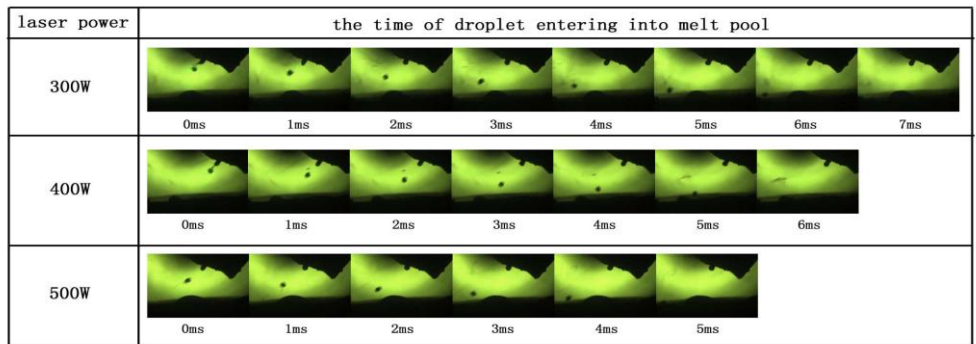 laser power
the time of droplet entering into melt pool
300W
0ms 1ms 2ms 3ms 4ms 5ms 6ms 7ms
400W
0ms 1ms 2ms 3ms 4ms 5ms 6ms
500W
0ms 1ms 2ms 3ms 4ms 5ms